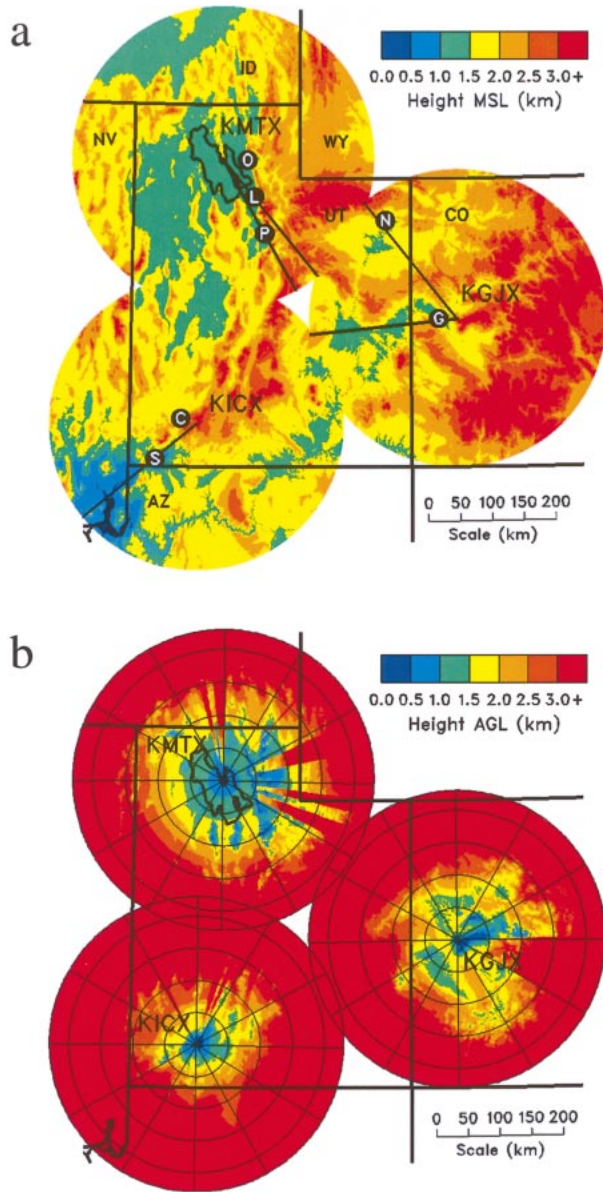 a
ID
NV
KMTX
WY
O
L
P
UT
N
CO
KGJX
G
KICX
C
S
AZ
0.0 0.5 1.0 1.5 2.0 2.5 3.0+
Height MSL (km)
0 50 100 150 200
Scale (km)
b
KMTX
KGJX
KICX
0.0 0.5 1.0 1.5 2.0 2.5 3.0+
Height AGL (km)
0 50 100 150 200
Scale (km)